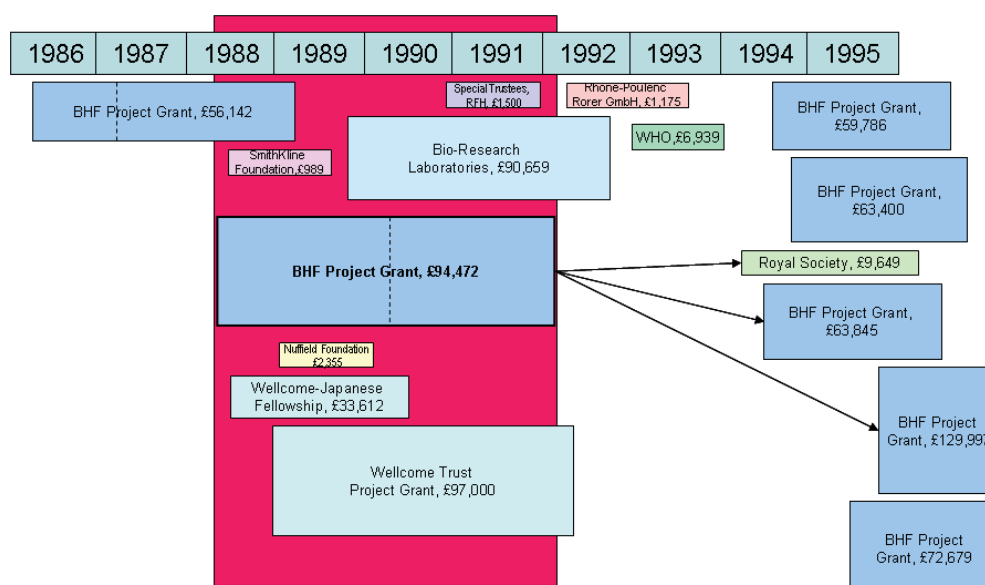 1986 1987 1988 1989 1990 1991 1992 1993 1994 1995
BHF Project Grant, £56,142
SmithKline
Foundation,£989
Special Trustees,
RFH, £1,500
Rhone-Poulenc
Rorer GmbH, £1,175
WHO,£6,939
BHF Project Grant,
£59,786
Bio-Research
Laboratories, £90,659
BHF Project Grant,
£63,400
BHF Project Grant, £94,472
Royal Society, £9,649
BHF Project Grant,
£63,845
Nuffield Foundation
£2,355
Wellcome-Japanese
Fellowship, £33,612
BHF Project
Grant, £129,997
Wellcome Trust
Project Grant, £97,000
BHF Project
Grant, £72,679